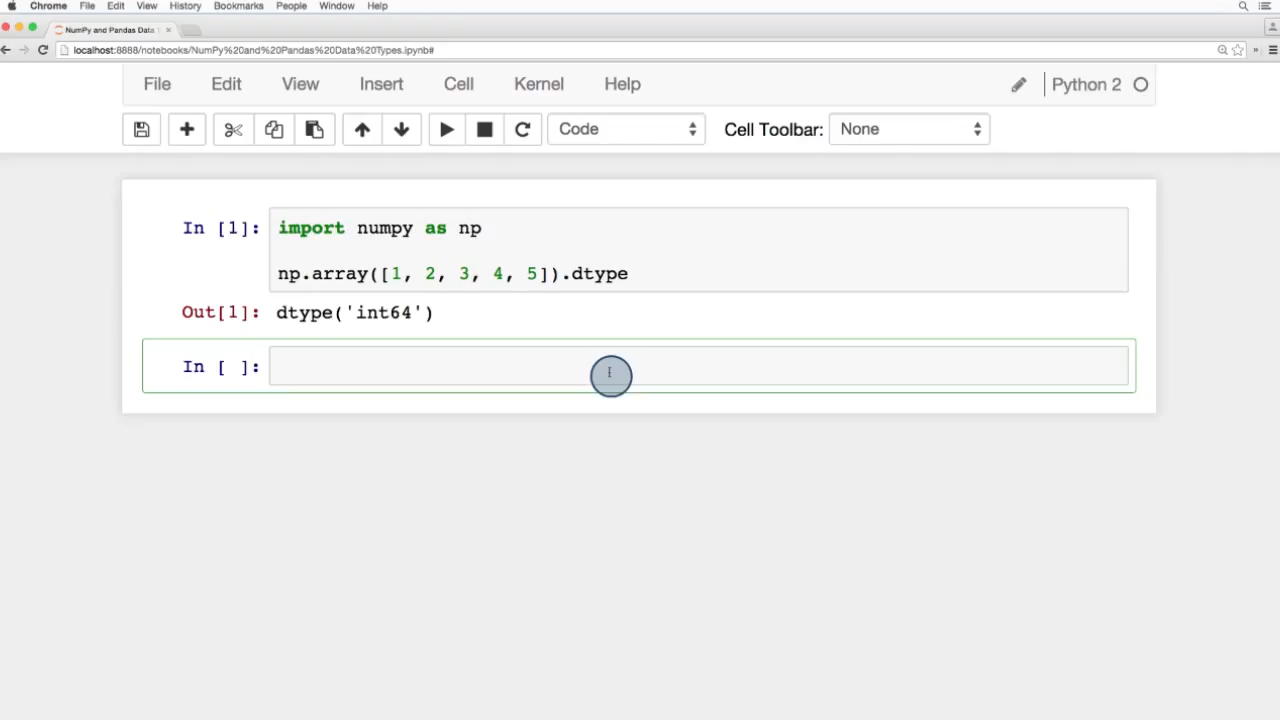 Chrome File Edit View History Bookmarks People Window Help
NumPy and Pandas Data T
localhost:8888/notebooks/NumPy%20and%20Pandas%20Data%20Types.ipynb#
File Edit View Insert Cell Kernel Help Python 2
Code Cell Toolbar: None
In [1]: import numpy as np
np.array([1, 2, 3, 4, 5]).dtype
Out[1]: dtype('int64')
In [ ]: